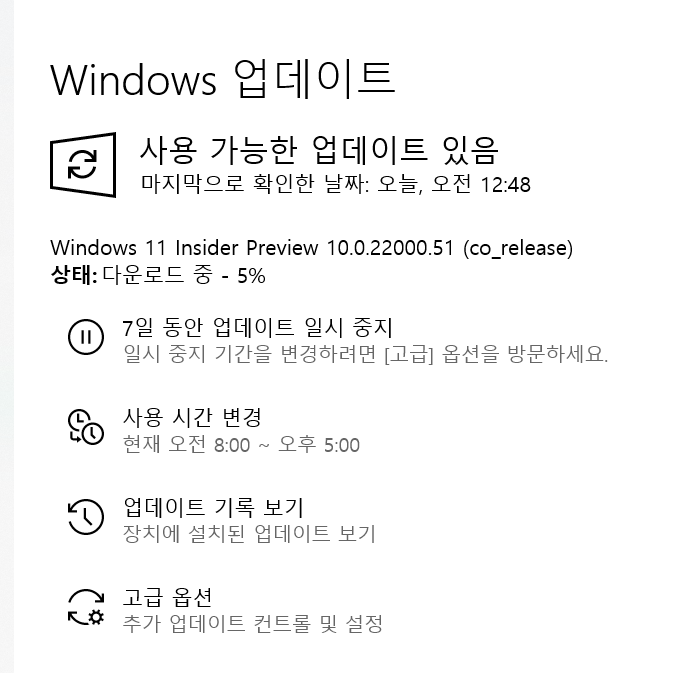 Windows 업데이트
사용 가능한 업데이트 있음
마지막으로 확인한 날짜: 오늘, 오전 12:48
Windows 11 Insider Preview 10.0.22000.51 (co_release)
상태: 다운로드 중 - 5%
7일 동안 업데이트 일시 중지
일시 중지 기간을 변경하려면 [고급] 옵션을 방문하세요.
사용 시간 변경
현재 오전 8:00 ~ 오후 5:00
업데이트 기록 보기
장치에 설치된 업데이트 보기
고급 옵션
추가 업데이트 컨트롤 및 설정